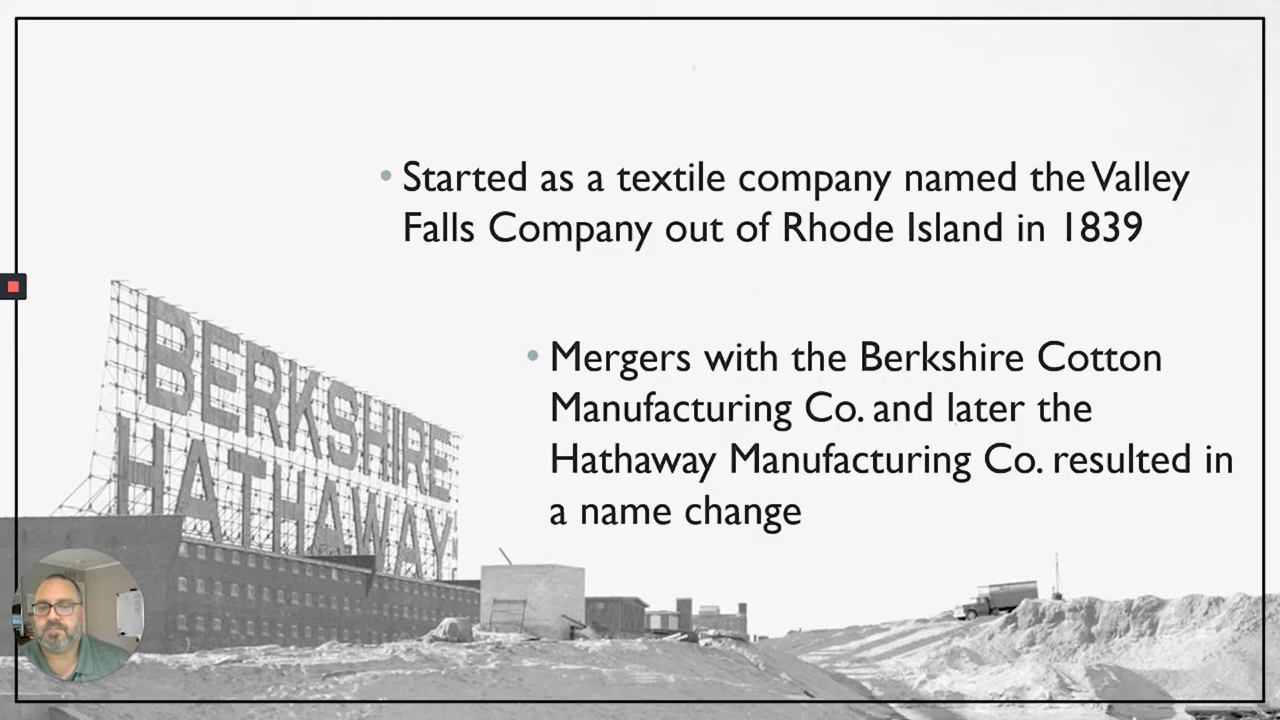 • Started as a textile company named the Valley
Falls Company out of Rhode Island in 1839
• Mergers with the Berkshire Cotton
Manufacturing Co. and later the
Hathaway Manufacturing Co. resulted in
a name change
BERKSHIRE
HATHAWAY